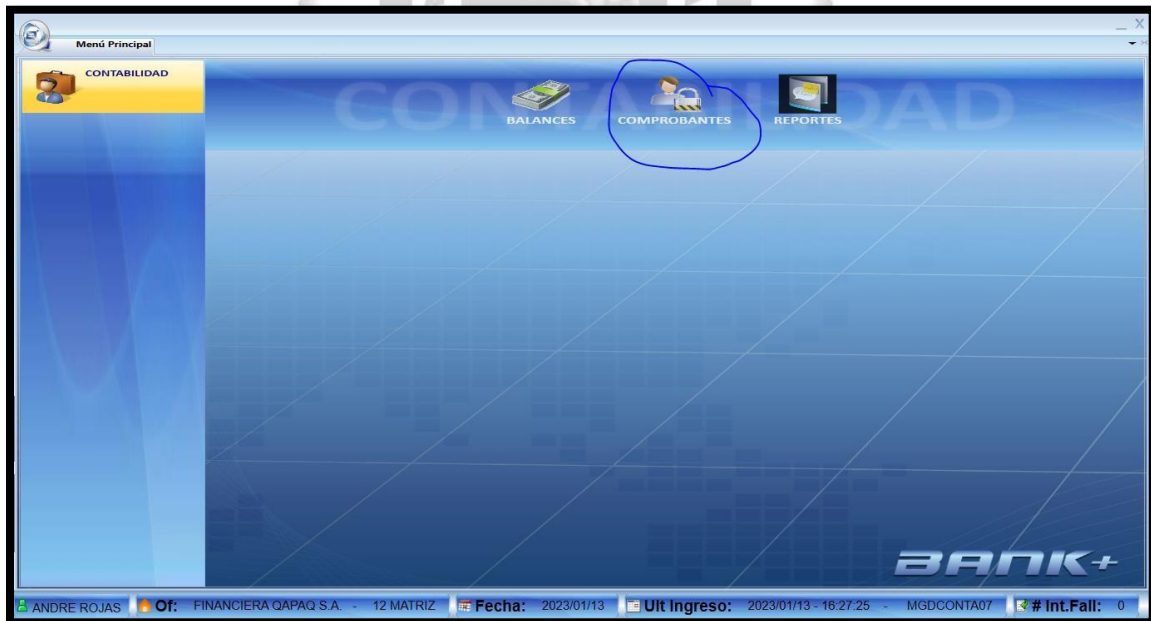 Menú Principal
CONTABILIDAD
CONTABILIDAD
BALANCES COMPROBANTES REPORTES
BANK+
ANDRE ROJAS Of: FINANCIERA QAPAQ S.A. - 12 MATRIZ Fecha: 2023/01/13 Ult Ingreso: 2023/01/13 - 16:27:25 - MGDCONTA07 # Int.Fall: 0